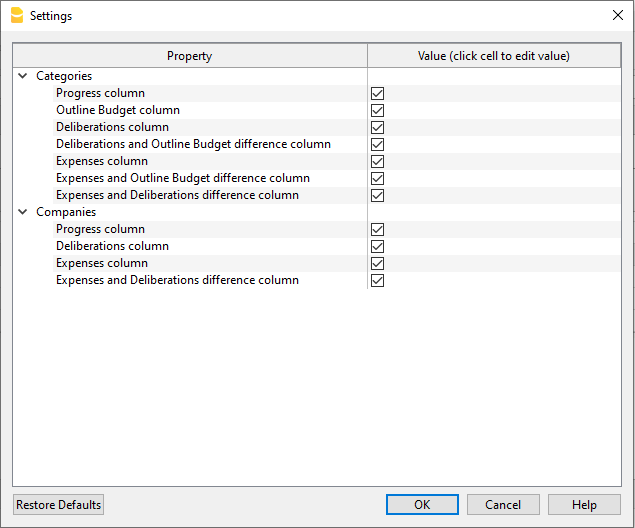 Settings
Property Value (click cell to edit value)
Categories
Progress column
Outline Budget column
Deliberations column
Deliberations and Outline Budget difference column
Expenses column
Expenses and Outline Budget difference column
Expenses and Deliberations difference column
Companies
Progress column
Deliberations column
Expenses column
Expenses and Deliberations difference column
Restore Defaults OK Cancel Help